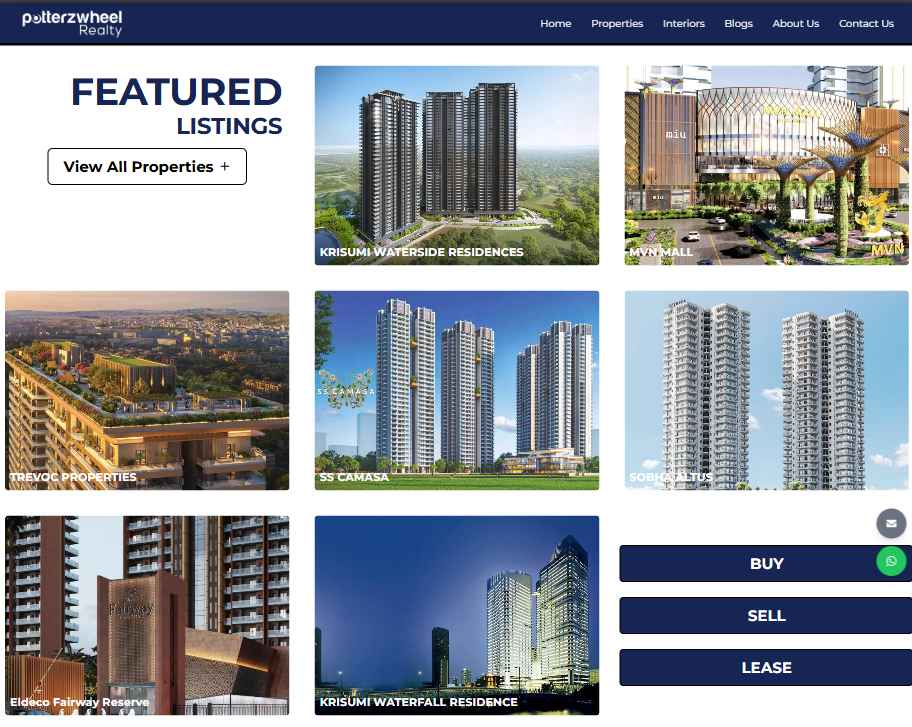 potterzwheel
Realty
Home Properties Interiors Blogs About Us Contact Us
FEATURED
LISTINGS
View All Properties +
KRISUMI WATERSIDE RESIDENCES
miu
miu
MVN
MVN MALL
TREVOC PROPERTIES
SS CAMASA
SS CAMASA
SOBHA ALTUS
Fairway
Eldeco Fairway Reserve
KRISUMI WATERFALL RESIDENCE
BUY
SELL
LEASE